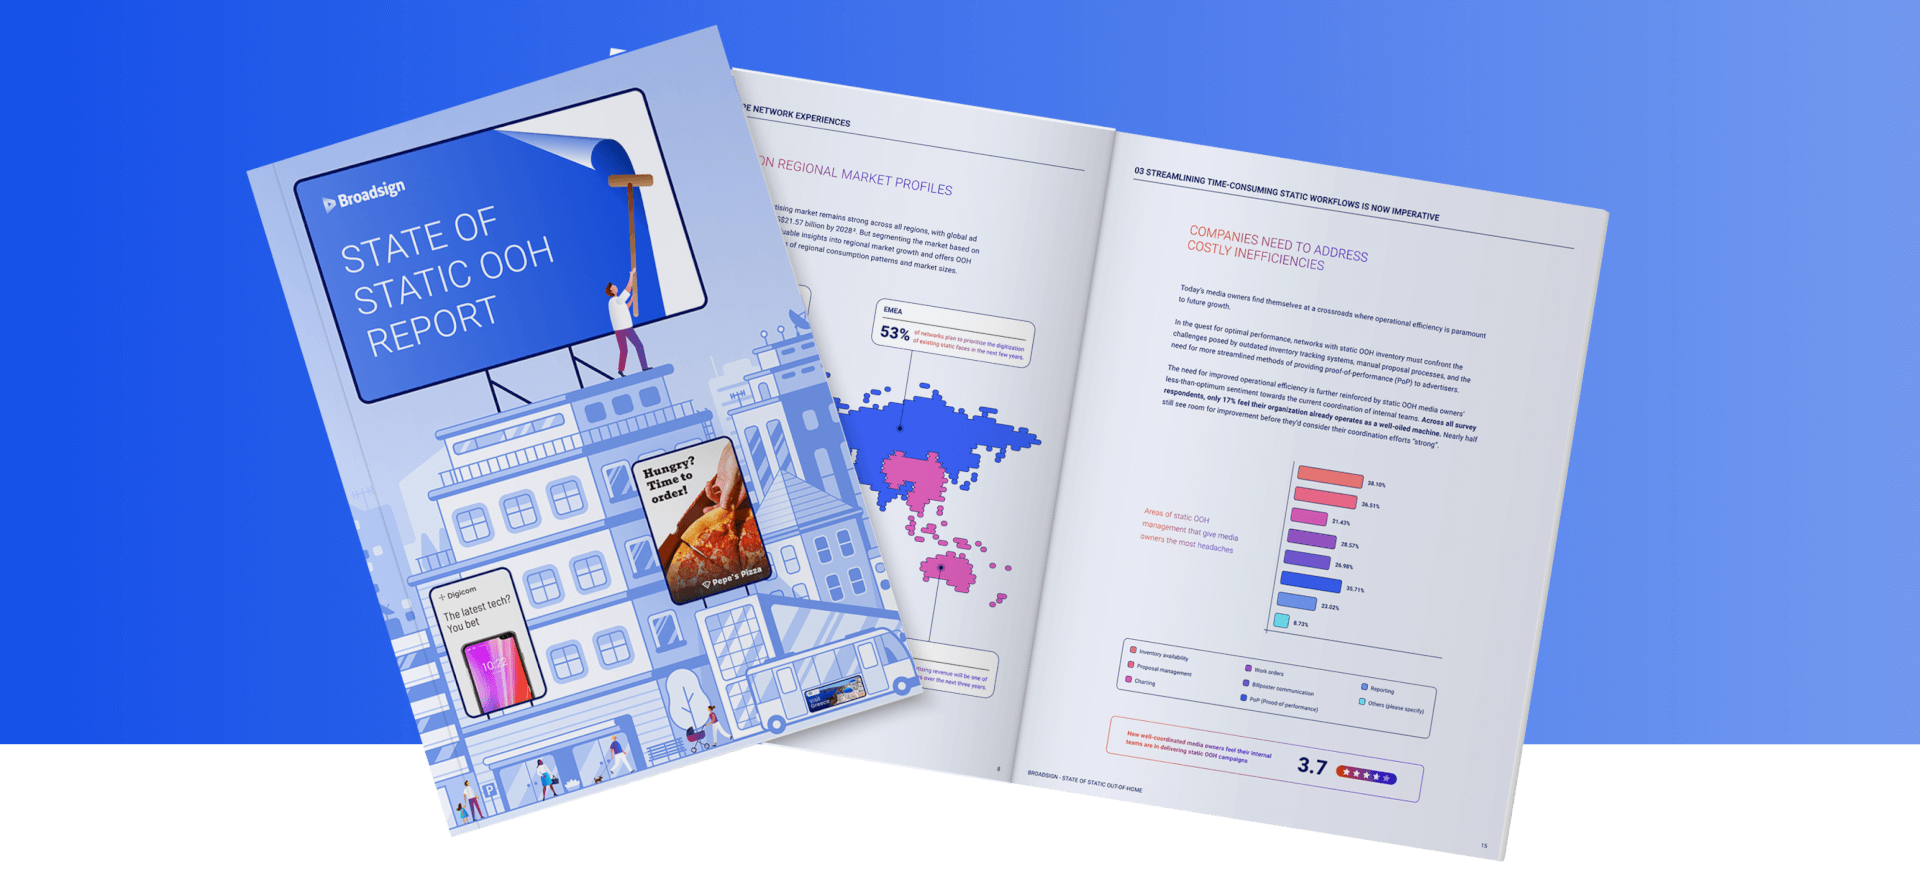 Broadsign
STATE OF
STATIC OOH
REPORT
Hungry?
Time to
order!
Pepe's Pizza
Digicom
The latest tech?
You bet
10:22
P
Visit
Greece
NETWORK EXPERIENCES
ON REGIONAL MARKET PROFILES
market remains strong across all regions, with global ad
$21.57 billion by 2028³. But segmenting the market based on
insights into regional market growth and offers OOH
of regional consumption patterns and market sizes.
EMEA
53%
of networks plan to prioritize the digitization
of existing static faces in the next few years.
revenue will be one of
over the next three years.
8
03 STREAMLINING TIME-CONSUMING STATIC WORKFLOWS IS NOW IMPERATIVE
COMPANIES NEED TO ADDRESS
COSTLY INEFFICIENCIES
Today's media owners find themselves at a crossroads where operational efficiency is paramount
to future growth.
In the quest for optimal performance, networks with static OOH inventory must confront the
challenges posed by outdated inventory tracking systems, manual proposal processes, and the
need for more streamlined methods of providing proof-of-performance (PoP) to advertisers.
The need for improved operational efficiency is further reinforced by static OOH media owners'
less-than-optimum sentiment towards the current coordination of internal teams. Across all survey
respondents, only 17% feel their organization already operates as a well-oiled machine. Nearly half
still see room for improvement before they'd consider their coordination efforts "strong".
Areas of static OOH
management that give media
owners the most headaches
38.10%
36.51%
21.43%
28.57%
26.98%
35.71%
23.02%
8.73%
Inventory availability
Proposal management
Charting
Work orders
Billposter communication
PoP (Proof-of-performance)
Reporting
Others (please specify)
How well-coordinated media owners feel their internal
teams are in delivering static OOH campaigns
3.7
BROADSIGN - STATE OF STATIC OUT-OF-HOME
15